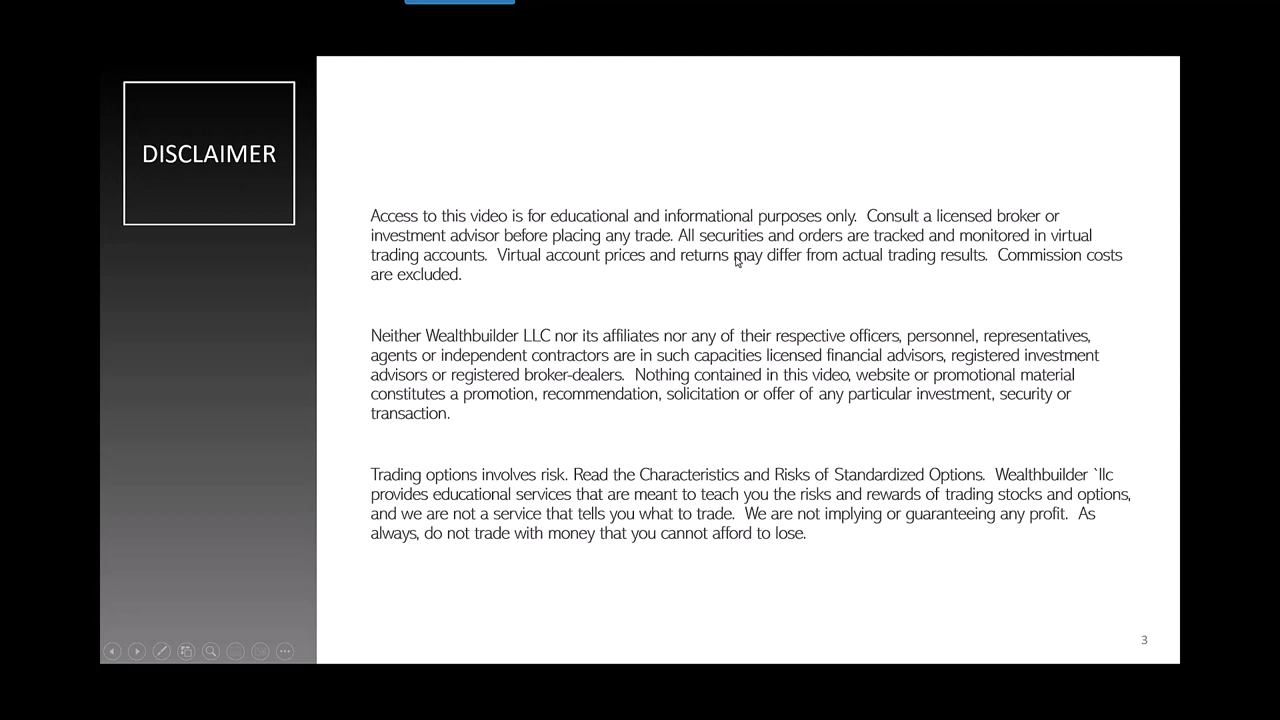 DISCLAIMER
Access to this video is for educational and informational purposes only.  Consult a licensed broker or
investment advisor before placing any trade. All securities and orders are tracked and monitored in virtual
trading accounts.  Virtual account prices and returns may differ from actual trading results.  Commission costs
are excluded.
Neither Wealthbuilder LLC nor its affiliates nor any of their respective officers, personnel, representatives,
agents or independent contractors are in such capacities licensed financial advisors, registered investment
advisors or registered broker-dealers.  Nothing contained in this video, website or promotional material
constitutes a promotion, recommendation, solicitation or offer of any particular investment, security or
transaction.
Trading options involves risk. Read the Characteristics and Risks of Standardized Options.  Wealthbuilder `llc
provides educational services that are meant to teach you the risks and rewards of trading stocks and options,
and we are not a service that tells you what to trade.  We are not implying or guaranteeing any profit.  As
always, do not trade with money that you cannot afford to lose.
3